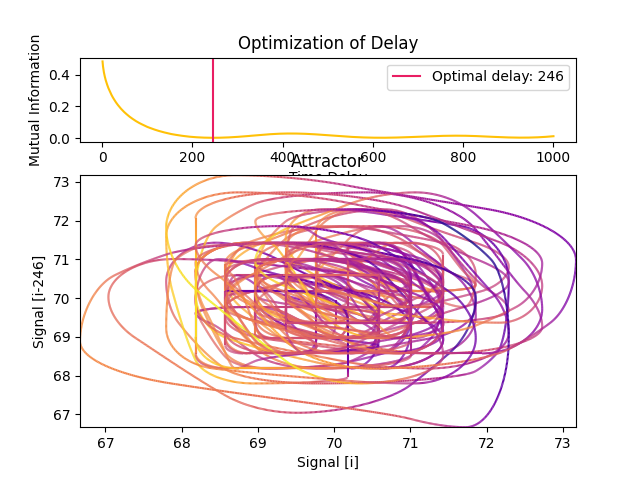 Optimization of Delay
Mutual Information
0.4
0.2
0.0
Optimal delay: 246
0 200 400 600 800 1000
Time Delay
Attractor
Signal [i-246]
73
72
71
70
69
68
67
67 68 69 70 71 72 73
Signal [i]